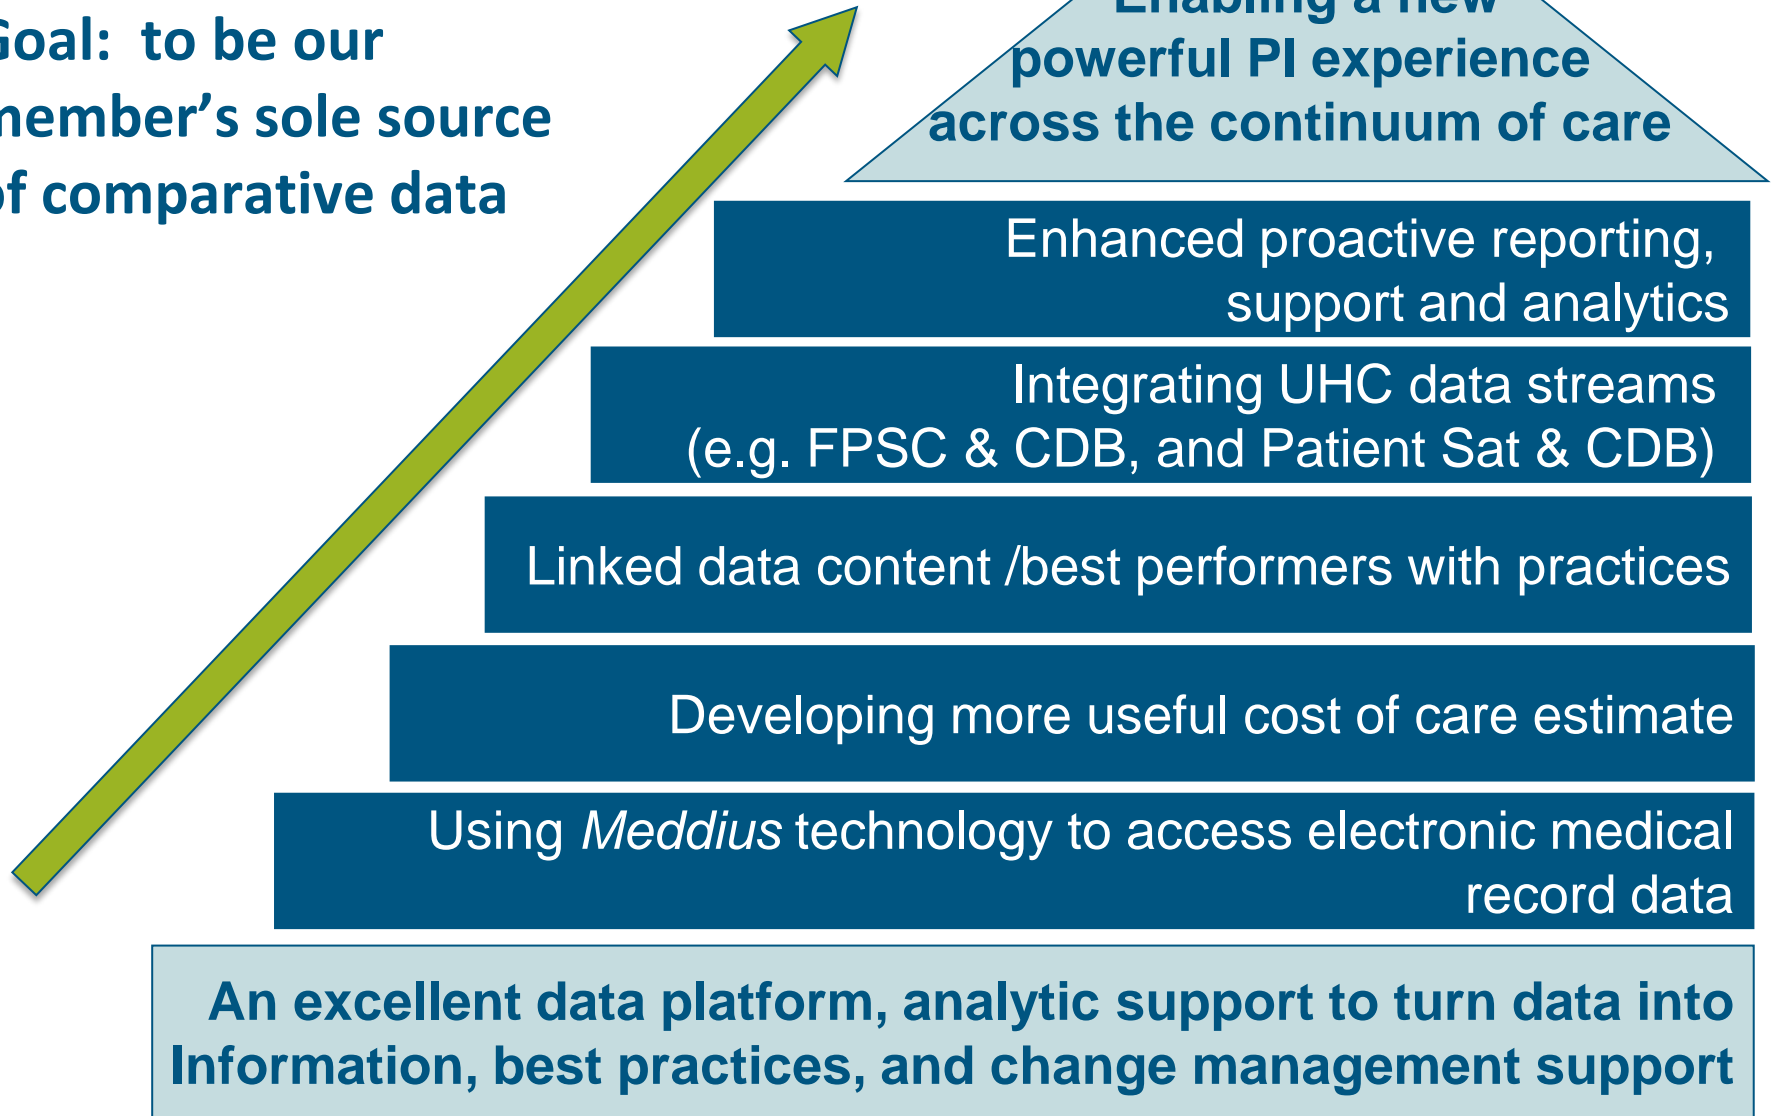 Goal: to be our
member's sole source
of comparative data
Enabling a new
powerful PI experience
across the continuum of care
Enhanced proactive reporting,
support and analytics
Integrating UHC data streams
(e.g. FPSC & CDB, and Patient Sat & CDB)
Linked data content /best performers with practices
Developing more useful cost of care estimate
Using Meddius technology to access electronic medical
record data
An excellent data platform, analytic support to turn data into
Information, best practices, and change management support